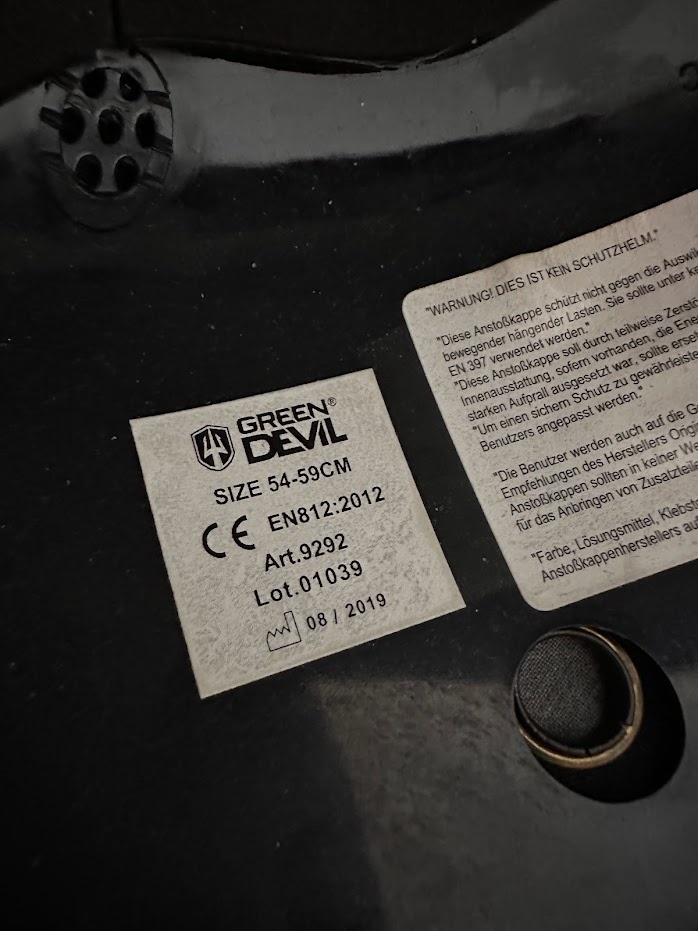 GREEN®
DEVIL
SIZE 54-59CM
CE EN812:2012
Art.9292
Lot.01039
08 / 2019
"WARNUNG! DIES IST KEIN SCHUTZHELM."
"Diese Anstoßkappe schützt nicht gegen die
bewegender hängender Lasten. Sie sollte unter
EN 397 verwendet werden."
"Diese Anstoßkappe soll durch teilweise
Innenausstattung, sofern vorhanden, die
starken Aufprall ausgesetzt war, sollte
"Um einen sichern Schutz zu
Benutzers angepasst werden."
"Die Benutzer werden auch auf die
Empfehlungen des Herstellers
Anstoßkappen sollten in keiner
für das Anbringen von
"Farbe, Lösungsmittel,
Anstoßkappenherstellers